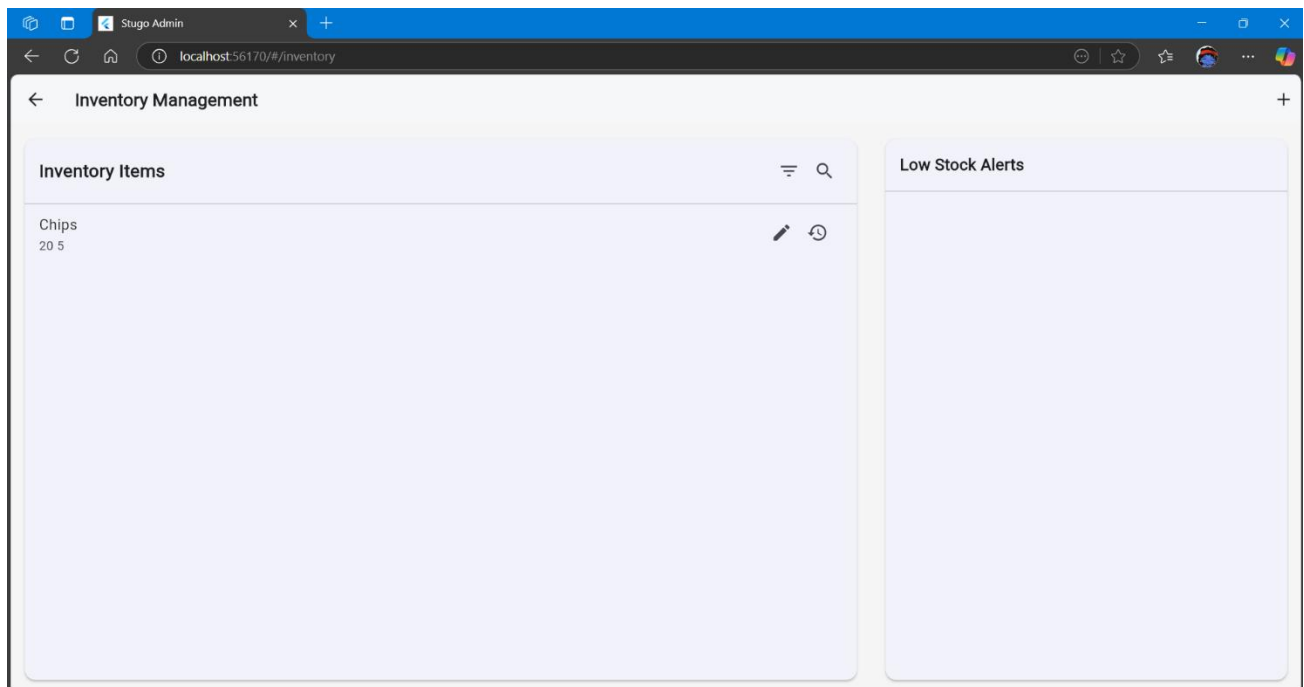 Stugo Admin
localhost:56170/#/inventory
Inventory Management
Inventory Items
Low Stock Alerts
Chips
20 5